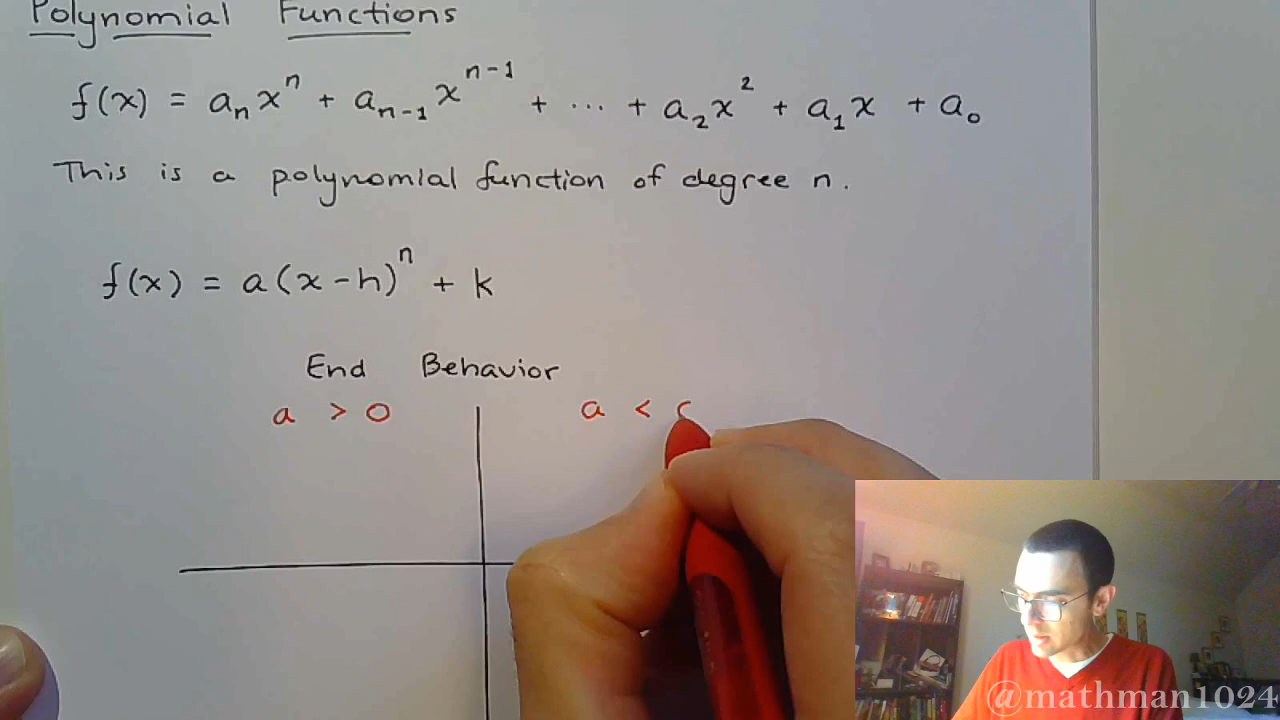 Polynomial Functions
f(x) = aₙxⁿ + aₙ₋₁xⁿ⁻¹ + ... + a₂x² + a₁x + a₀
This is a polynomial function of degree n.
f(x) = a(x-h)ⁿ + k
End Behavior
a > 0 a <
@mathman1024